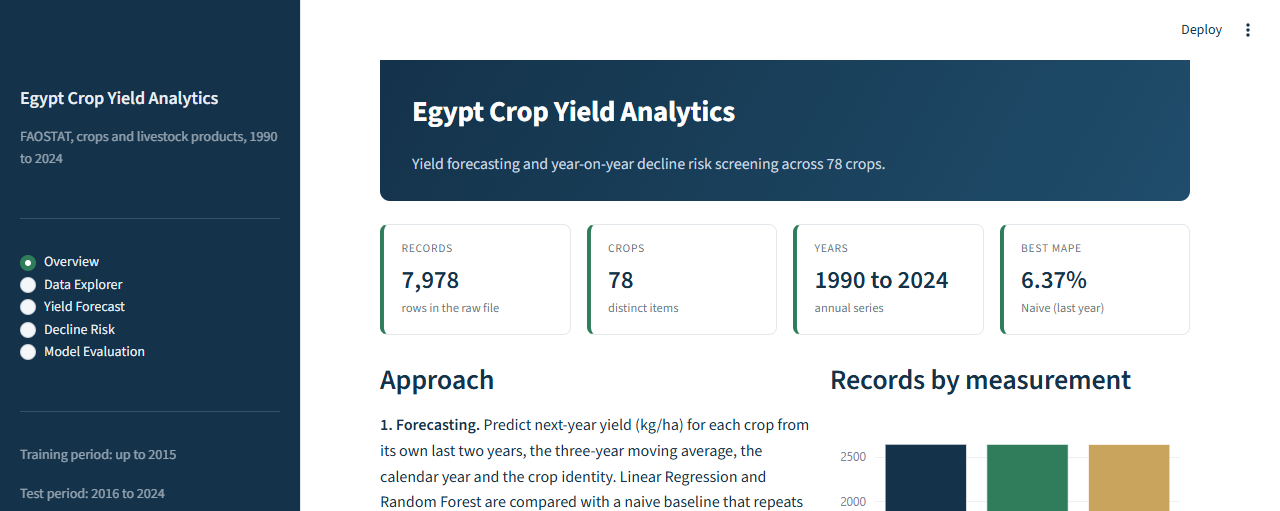 Deploy
Egypt Crop Yield Analytics
FAOSTAT, crops and livestock products, 1990
to 2024
Overview
Data Explorer
Yield Forecast
Decline Risk
Model Evaluation
Training period: up to 2015
Test period: 2016 to 2024
Egypt Crop Yield Analytics
Yield forecasting and year-on-year decline risk screening across 78 crops.
RECORDS
7,978
rows in the raw file
CROPS
78
distinct items
YEARS
1990 to 2024
annual series
BEST MAPE
6.37%
Naive (last year)
Approach
1. Forecasting. Predict next-year yield (kg/ha) for each crop from
its own last two years, the three-year moving average, the
calendar year and the crop identity. Linear Regression and
Random Forest are compared with a naive baseline that repeats
Records by measurement
2500
2000